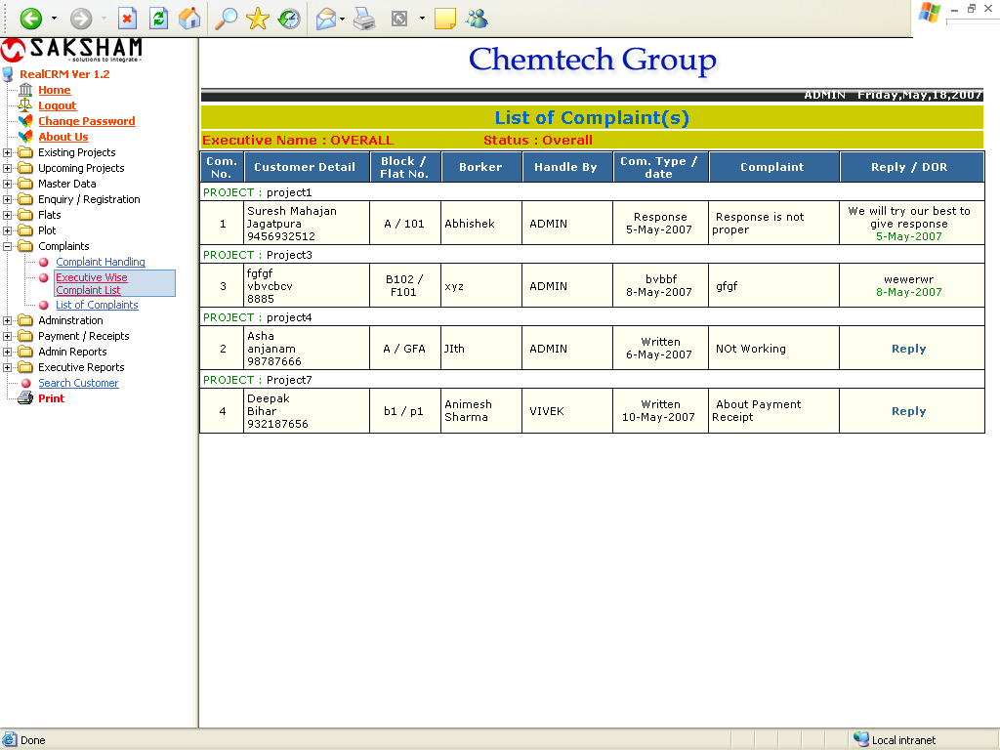 SAKSHAM
- solutions to integrate -
RealCRM Ver 1.2
Home
Logout
Change Password
About Us
Existing Projects
Upcoming Projects
Master Data
Enquiry / Registration
Flats
Plot
Complaints
Complaint Handling
Executive Wise
Complaint List
List of Complaints
Adminstration
Payment / Receipts
Admin Reports
Executive Reports
Search Customer
Print
Chemtech Group
ADMIN Friday,May,18,2007
List of Complaint(s)
Executive Name : OVERALL Status : Overall
Com. No. Customer Detail Block / Flat No. Borker Handle By Com. Type / date Complaint Reply / DOR
PROJECT : project1
1 Suresh Mahajan Jagatpura 9456932512 A / 101 Abhishek ADMIN Response 5-May-2007 Response is not proper We will try our best to give response 5-May-2007
PROJECT : Project3
3 fgfgf vbvcbcv 8885 B102 / F101 xyz ADMIN bvbbf 8-May-2007 gfgf wewerwr 8-May-2007
PROJECT : project4
2 Asha anjanam 98787666 A / GFA JIth ADMIN Written 6-May-2007 NOt Working Reply
PROJECT : Project7
4 Deepak Bihar 932187656 b1 / p1 Animesh Sharma VIVEK Written 10-May-2007 About Payment Receipt Reply
Done
Local intranet